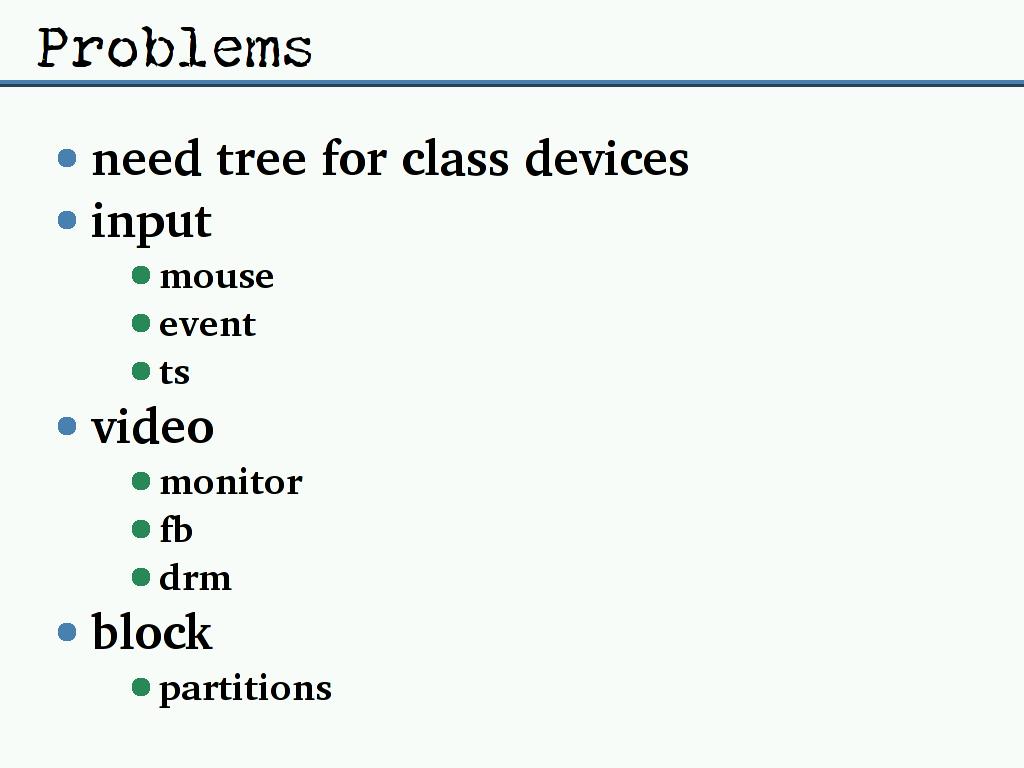 Problems
need tree for class devices
input
mouse
event
ts
video
monitor
fb
drm
block
partitions